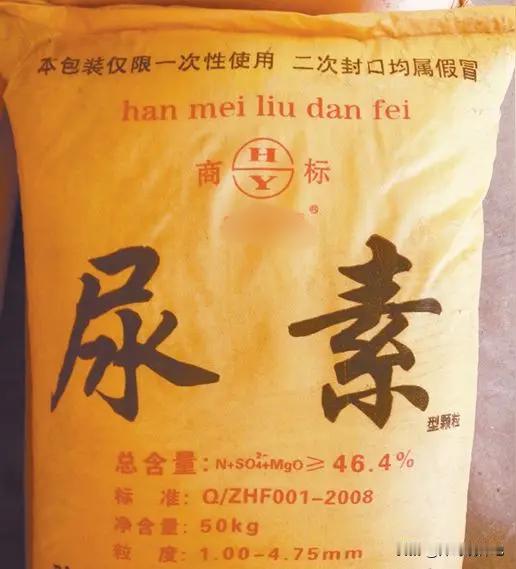 本包装仅限一次性使用 二次封口均属假冒
han mei liu dan fei
商 HY 标
®
尿素
型颗粒
总含量:N+SO₄²⁻+MgO≥46.4%
标 准:Q/ZHF001-2008
净含量:50kg
粒 度:1.00-4.75mm